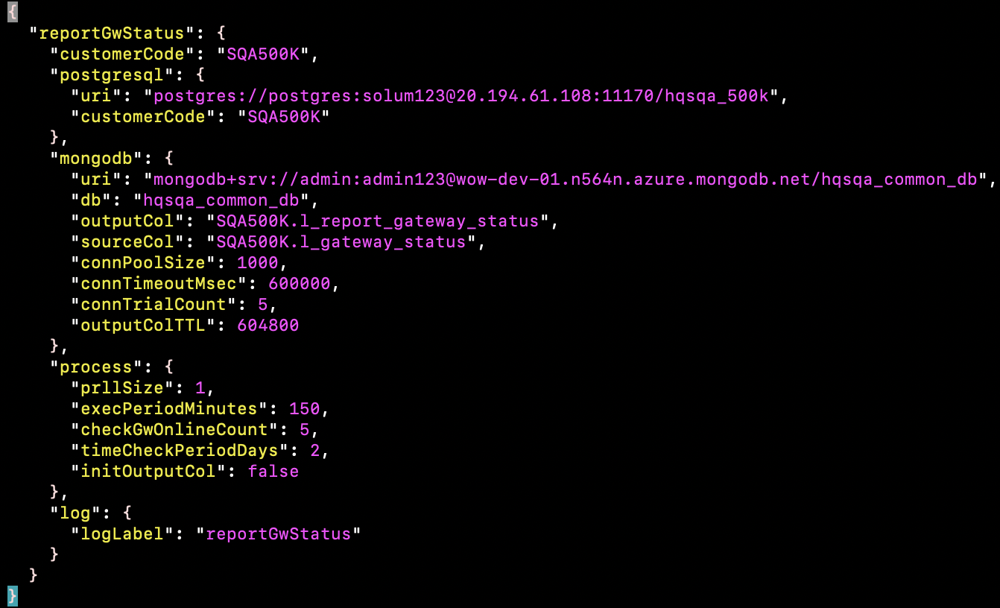 {
  "reportGwStatus": {
    "customerCode": "SQA500K",
    "postgresql": {
      "uri": "postgres://postgres:solum123@20.194.61.108:11170/hqsqa_500k",
      "customerCode": "SQA500K"
    },
    "mongodb": {
      "uri": "mongodb+srv://admin:admin123@wow-dev-01.n564n.azure.mongodb.net/hqsqa_common_db",
      "db": "hqsqa_common_db",
      "outputCol": "SQA500K.l_report_gateway_status",
      "sourceCol": "SQA500K.l_gateway_status",
      "connPoolSize": 1000,
      "connTimeoutMsec": 600000,
      "connTrialCount": 5,
      "outputColTTL": 604800
    },
    "process": {
      "prllSize": 1,
      "execPeriodMinutes": 150,
      "checkGwOnlineCount": 5,
      "timeCheckPeriodDays": 2,
      "initOutputCol": false
    },
    "log": {
      "logLabel": "reportGwStatus"
    }
  }
}